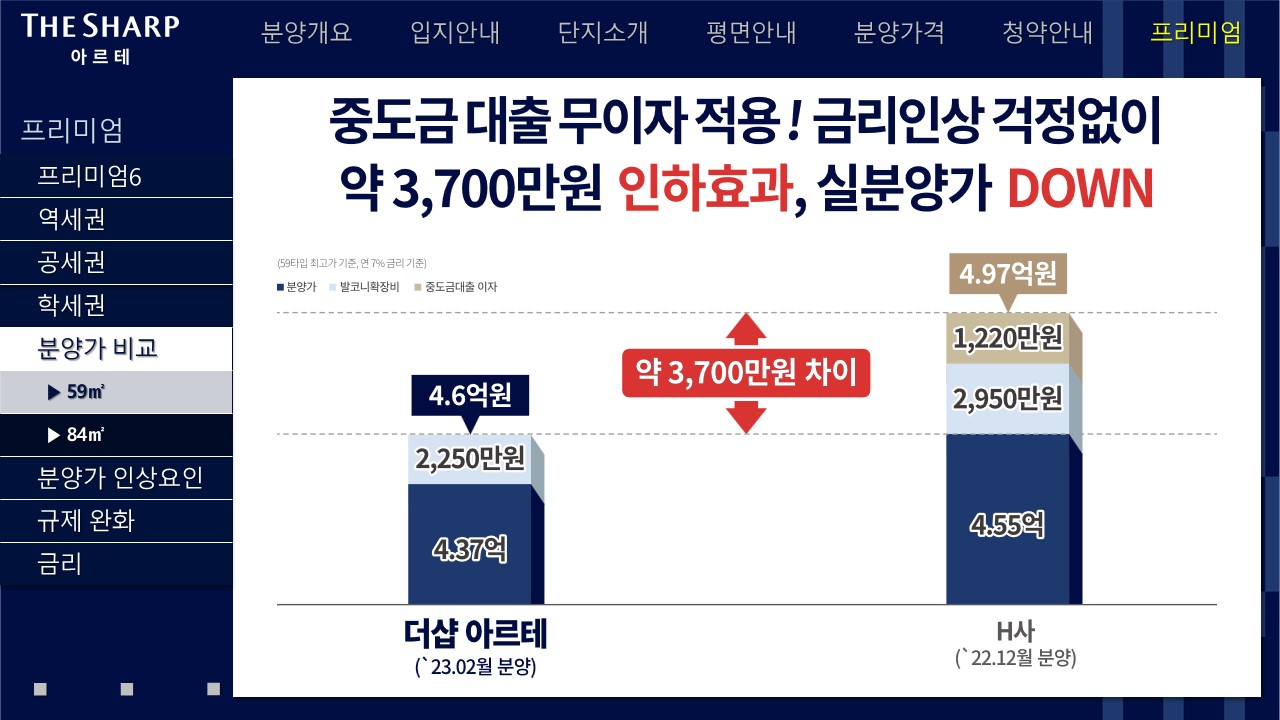 THE SHARP
아르테
분양개요 입지안내 단지소개 평면안내 분양가격 청약안내 프리미엄
프리미엄
프리미엄6
역세권
공세권
학세권
분양가 비교
▶ 59㎡
▶ 84㎡
분양가 인상요인
규제 완화
금리
중도금 대출 무이자 적용! 금리인상 걱정없이
약 3,700만원 인하효과, 실분양가 DOWN
(59타입 최고가 기준, 연 7% 금리 기준)
분양가 발코니확장비 중도금대출 이자
4.97억원
1,220만원
약 3,700만원 차이
2,950만원
4.6억원
2,250만원
4.55억
4.37억
더샵 아르테
(`23.02월 분양)
H사
(`22.12월 분양)